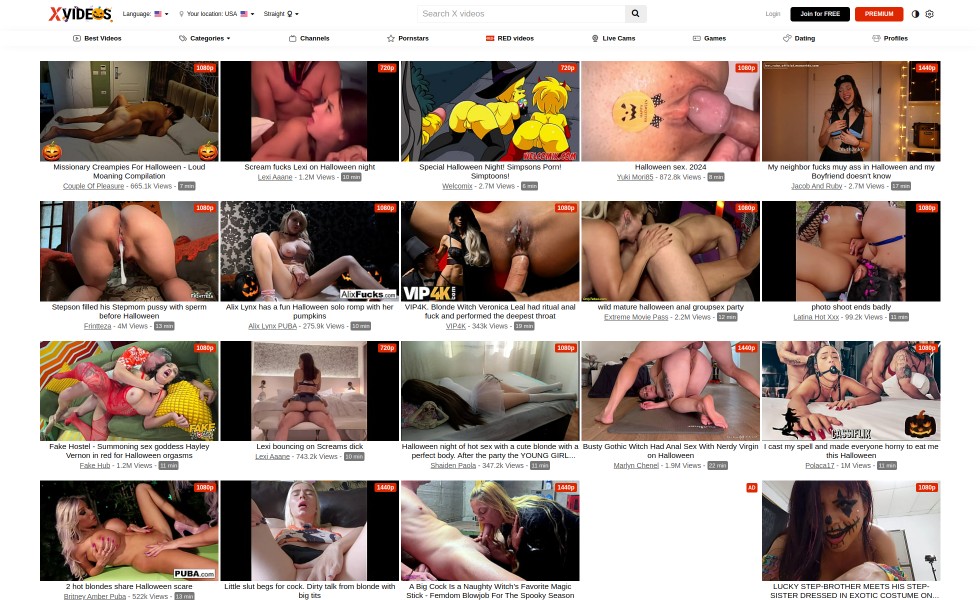 XVIDEOS
Language:
Your location: USA
Straight
Search X videos
Login
Join for FREE
PREMIUM
Best Videos
Categories
Channels
Pornstars
RED videos
Live Cams
Games
Dating
Profiles
1080p
720p
720p
1080p
1440p
WELCOMIX.COM
Missionary Creampies For Halloween - Loud
Moaning Compilation
Couple Of Pleasure - 665.1k Views - 7 min
Scream fucks Lexi on Halloween night
Lexi Aaane - 1.2M Views - 10 min
Special Halloween Night! Simpsons Porn!
Simptoons!
Welcomix - 2.7M Views - 6 min
Halloween sex. 2024
Yuki Mori85 - 872.8k Views - 8 min
My neighbor fucks muy ass in Halloween and my
Boyfriend doesn't know
Jacob And Ruby - 2.7M Views - 17 min
1080p
1080p
1080p
1080p
1080p
FRINTTEZA
AlixFucks.com
VIP4K.com
Stepson filled his Stepmom pussy with sperm
before Halloween
Frintteza - 4M Views - 13 min
Alix Lynx has a fun Halloween solo romp with her
pumpkins
Alix Lynx PUBA - 275.9k Views - 10 min
VIP4K. Blonde Witch Veronica Leal had ritual anal
fuck and performed the deepest throat
VIP4K - 343k Views - 19 min
wild mature halloween anal groupsex party
Extreme Movie Pass - 2.2M Views - 12 min
photo shoot ends badly
Latina Hot Xxx - 99.2k Views - 11 min
1080p
720p
1080p
1440p
1080p
FAKE
CASSIFLIX
Fake Hostel - Summoning sex goddess Hayley
Vernon in red for Halloween orgasms
Fake Hub - 1.2M Views - 11 min
Lexi bouncing on Screams dick
Lexi Aaane - 743.2k Views - 10 min
Halloween night of hot sex with a cute blonde with a
perfect body. After the party the YOUNG GIRL...
Shaiden Paola - 347.2k Views - 11 min
Busty Gothic Witch Had Anal Sex With Nerdy Virgin
on Halloween
Marlyn Chenel - 1.9M Views - 22 min
I cast my spell and made everyone horny to eat me
this Halloween
Polaca17 - 1M Views - 11 min
1080p
1440p
1440p
AD
1080p
PUBA.com
2 hot blondes share Halloween scare
Britney Amber Puba - 522k Views - 13 min
Little slut begs for cock. Dirty talk from blonde with
big tits
A Big Cock Is a Naughty Witch's Favorite Magic
Stick - Femdom Blowjob For The Spooky Season
LUCKY STEP-BROTHER MEETS HIS STEP-
SISTER DRESSED IN EXOTIC COSTUME ON...